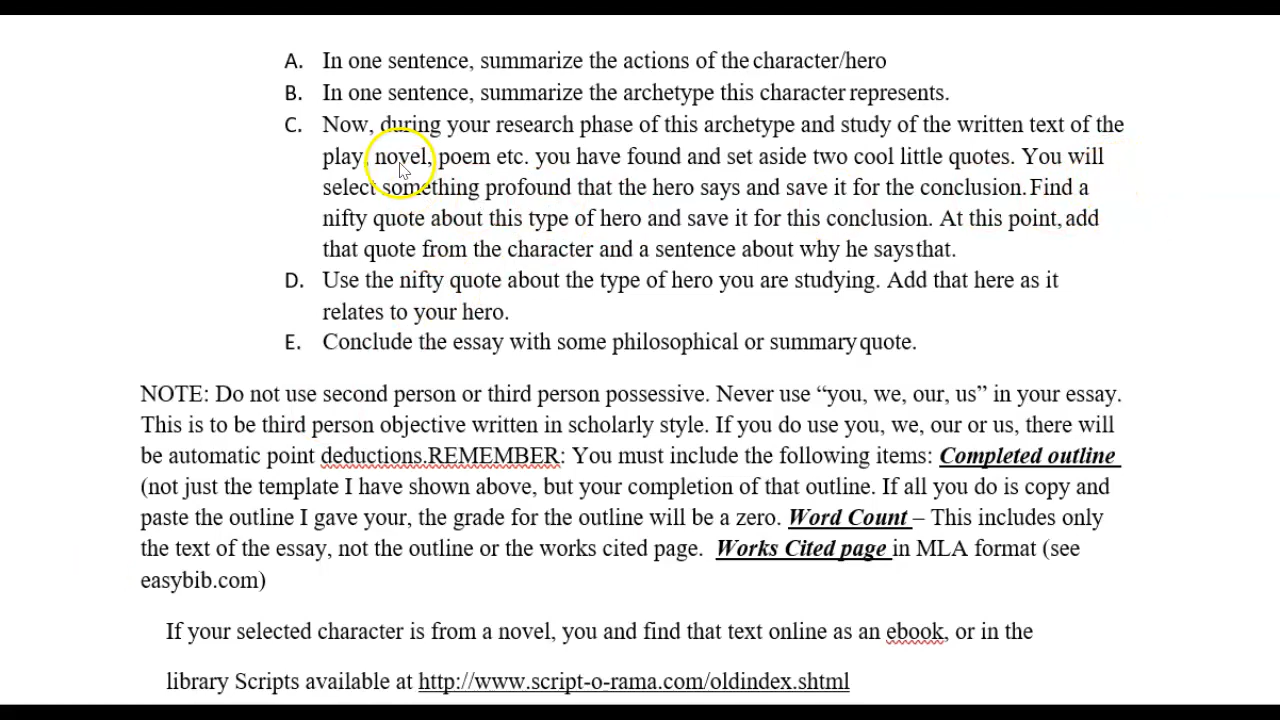 A. In one sentence, summarize the actions of the character/hero
B. In one sentence, summarize the archetype this character represents.
C. Now, during your research phase of this archetype and study of the written text of the
play, novel, poem etc. you have found and set aside two cool little quotes. You will
select something profound that the hero says and save it for the conclusion. Find a
nifty quote about this type of hero and save it for this conclusion. At this point, add
that quote from the character and a sentence about why he says that.
D. Use the nifty quote about the type of hero you are studying. Add that here as it
relates to your hero.
E. Conclude the essay with some philosophical or summary quote.
NOTE: Do not use second person or third person possessive. Never use “you, we, our, us” in your essay.
This is to be third person objective written in scholarly style. If you do use you, we, our or us, there will
be automatic point deductions.REMEMBER: You must include the following items: Completed outline
(not just the template I have shown above, but your completion of that outline. If all you do is copy and
paste the outline I gave your, the grade for the outline will be a zero. Word Count – This includes only
the text of the essay, not the outline or the works cited page. Works Cited page in MLA format (see
easybib.com)
If your selected character is from a novel, you and find that text online as an ebook, or in the
library Scripts available at http://www.script-o-rama.com/oldindex.shtml